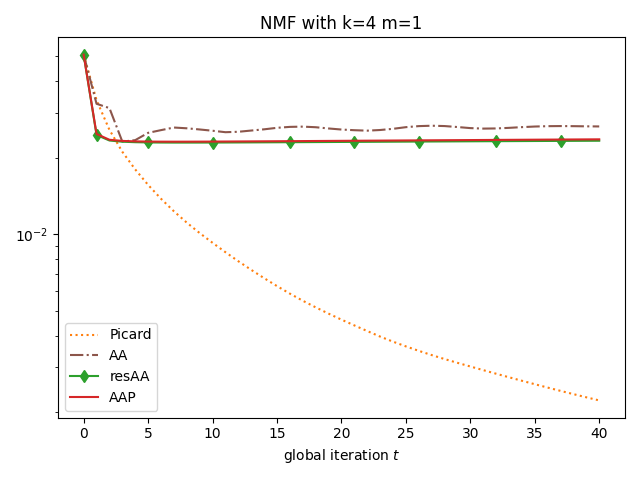 NMF with k=4 m=1
10⁻²
Picard
AA
resAA
AAP
0 5 10 15 20 25 30 35 40
global iteration t